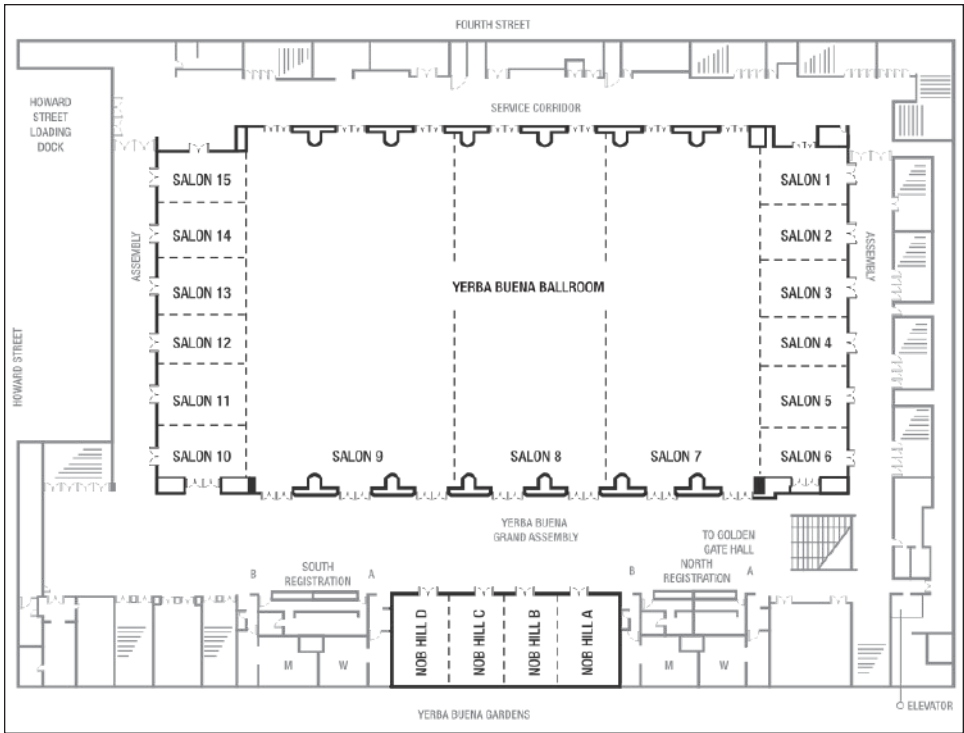 FOURTH STREET
HOWARD
STREET
LOADING
DOCK
SERVICE CORRIDOR
SALON 15
SALON 1
SALON 14
SALON 2
ASSEMBLY
ASSEMBLY
YERBA BUENA BALLROOM
SALON 13
SALON 3
SALON 12
SALON 4
HOWARD STREET
SALON 11
SALON 5
SALON 10
SALON 9
SALON 8
SALON 7
SALON 6
YERBA BUENA
GRAND ASSEMBLY
TO GOLDEN
GATE HALL
B
SOUTH
REGISTRATION
A
B
NORTH
REGISTRATION
A
NOB HILL D
NOB HILL C
NOB HILL B
NOB HILL A
M
W
M
W
ELEVATOR
YERBA BUENA GARDENS